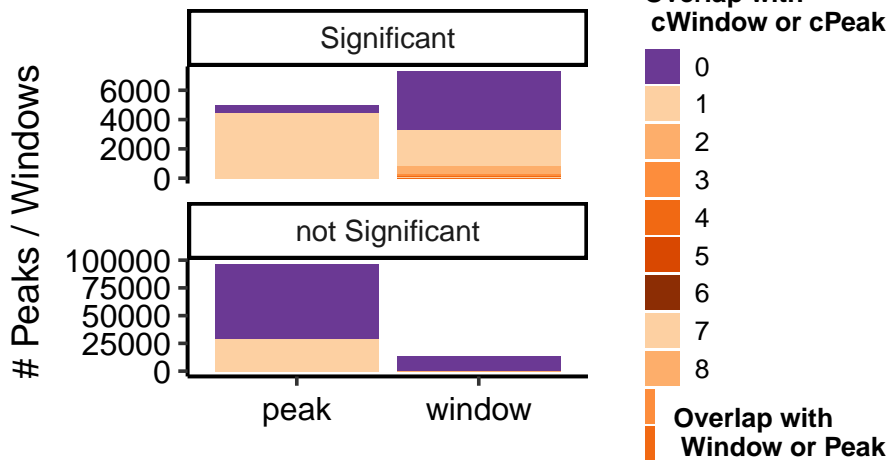 Overlap with
cWindow or cPeak
Significant
# Peaks / Windows
6000
4000
2000
0
not Significant
100000
75000
50000
25000
0
peak
window
0
1
2
3
4
5
6
7
8
Overlap with
Window or Peak